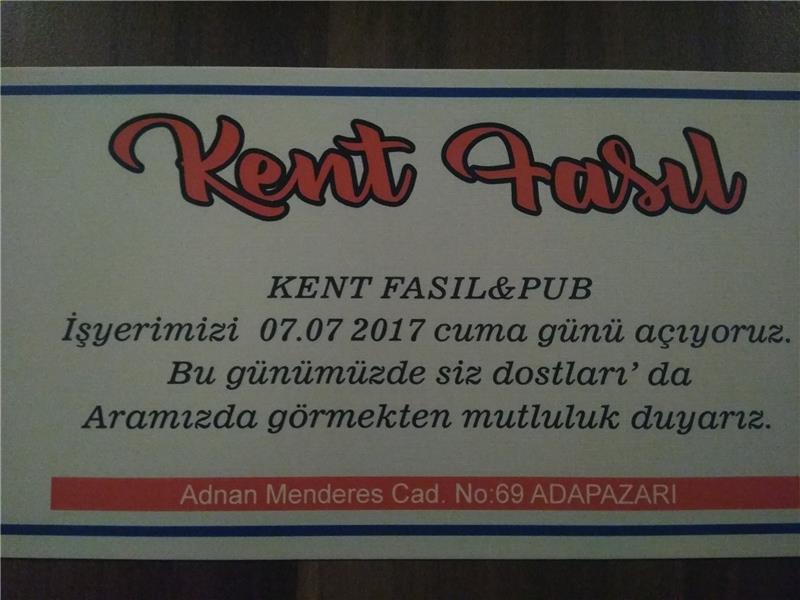 Kent Fasıl
KENT FASIL&PUB
İşyerimizi 07.07 2017 cuma günü açıyoruz.
Bu günümüzde siz dostları' da
Aramızda görmekten mutluluk duyarız.
Adnan Menderes Cad. No:69 ADAPAZARI